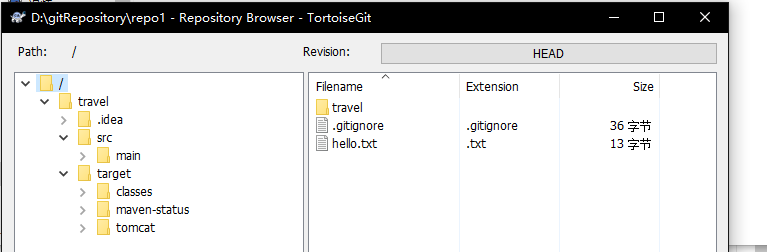 D:\gitRepository\repo1 - Repository Browser - TortoiseGit
Path: / Revision: HEAD
/
travel
.idea
src
main
target
classes
maven-status
tomcat
Filename Extension Size
travel
.gitignore .gitignore 36 字节
hello.txt .txt 13 字节